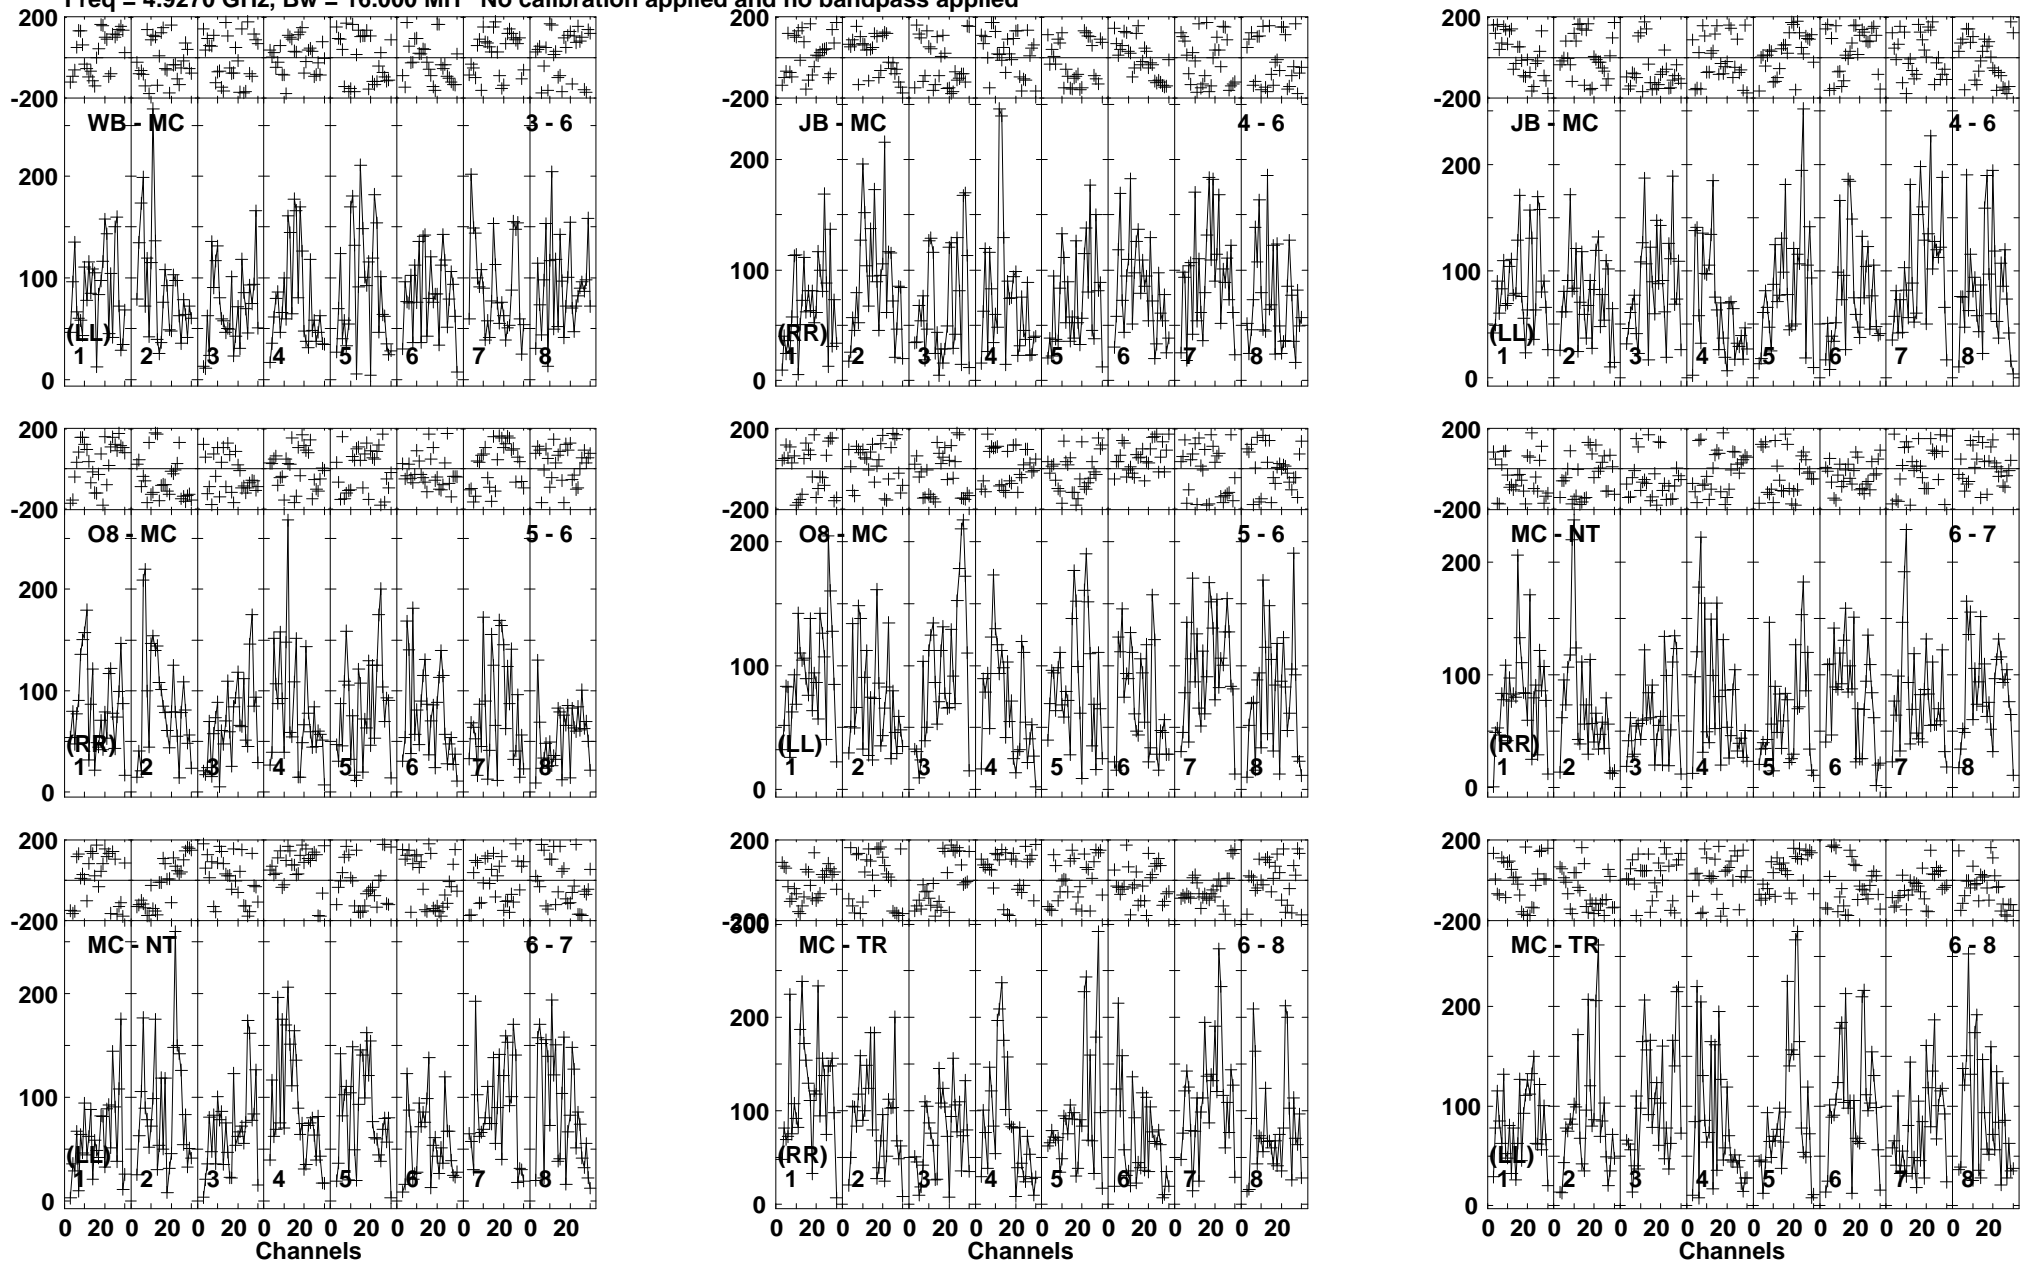 Freq = 4.9270 GHz, Bw = 16.000 MH No calibration applied and no bandpass applied
200 200 200
-200 -200 -200
WB - MC 3 - 6 JB - MC 4 - 6 JB - MC 4 - 6
200 200 200
100 100 100
(LL) (RR) (LL)
1 2 3 4 5 6 7 8 1 2 3 4 5 6 7 8 1 2 3 4 5 6 7 8
0 0 0
200 200 200
-200 -200 -200
O8 - MC 5 - 6 O8 - MC 5 - 6 MC - NT 6 - 7
200 200 200
100 100 100
(RR) (LL) (RR)
1 2 3 4 5 6 7 8 1 2 3 4 5 6 7 8 1 2 3 4 5 6 7 8
0 0 0
200 200 200
-200 -200 300 -200
MC - NT 6 - 7 MC - TR 6 - 8 MC - TR 6 - 8
200 200 200
100 100 100
(LL) (RR) (LL)
1 2 3 4 5 6 7 8 1 2 3 4 5 6 7 8 1 2 3 4 5 6 7 8
0 0 0
0 20 0 20 0 20 0 20 0 20 0 20 0 20 0 20 0 20 0 20 0 20 0 20 0 20 0 20 0 20 0 20 0 20 0 20 0 20 0 20 0 20 0 20 0 20 0 20
Channels Channels Channels